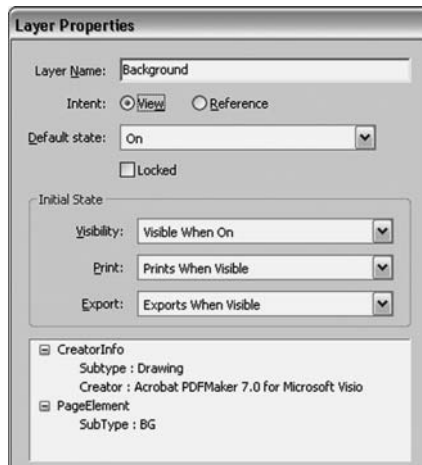 Layer Properties
Layer Name: Background
Intent: View Reference
Default state: On
Locked
Initial State
Visibility: Visible When On
Print: Prints When Visible
Export: Exports When Visible
CreatorInfo
Subtype : Drawing
Creator : Acrobat PDFMaker 7.0 for Microsoft Visio
PageElement
SubType : BG